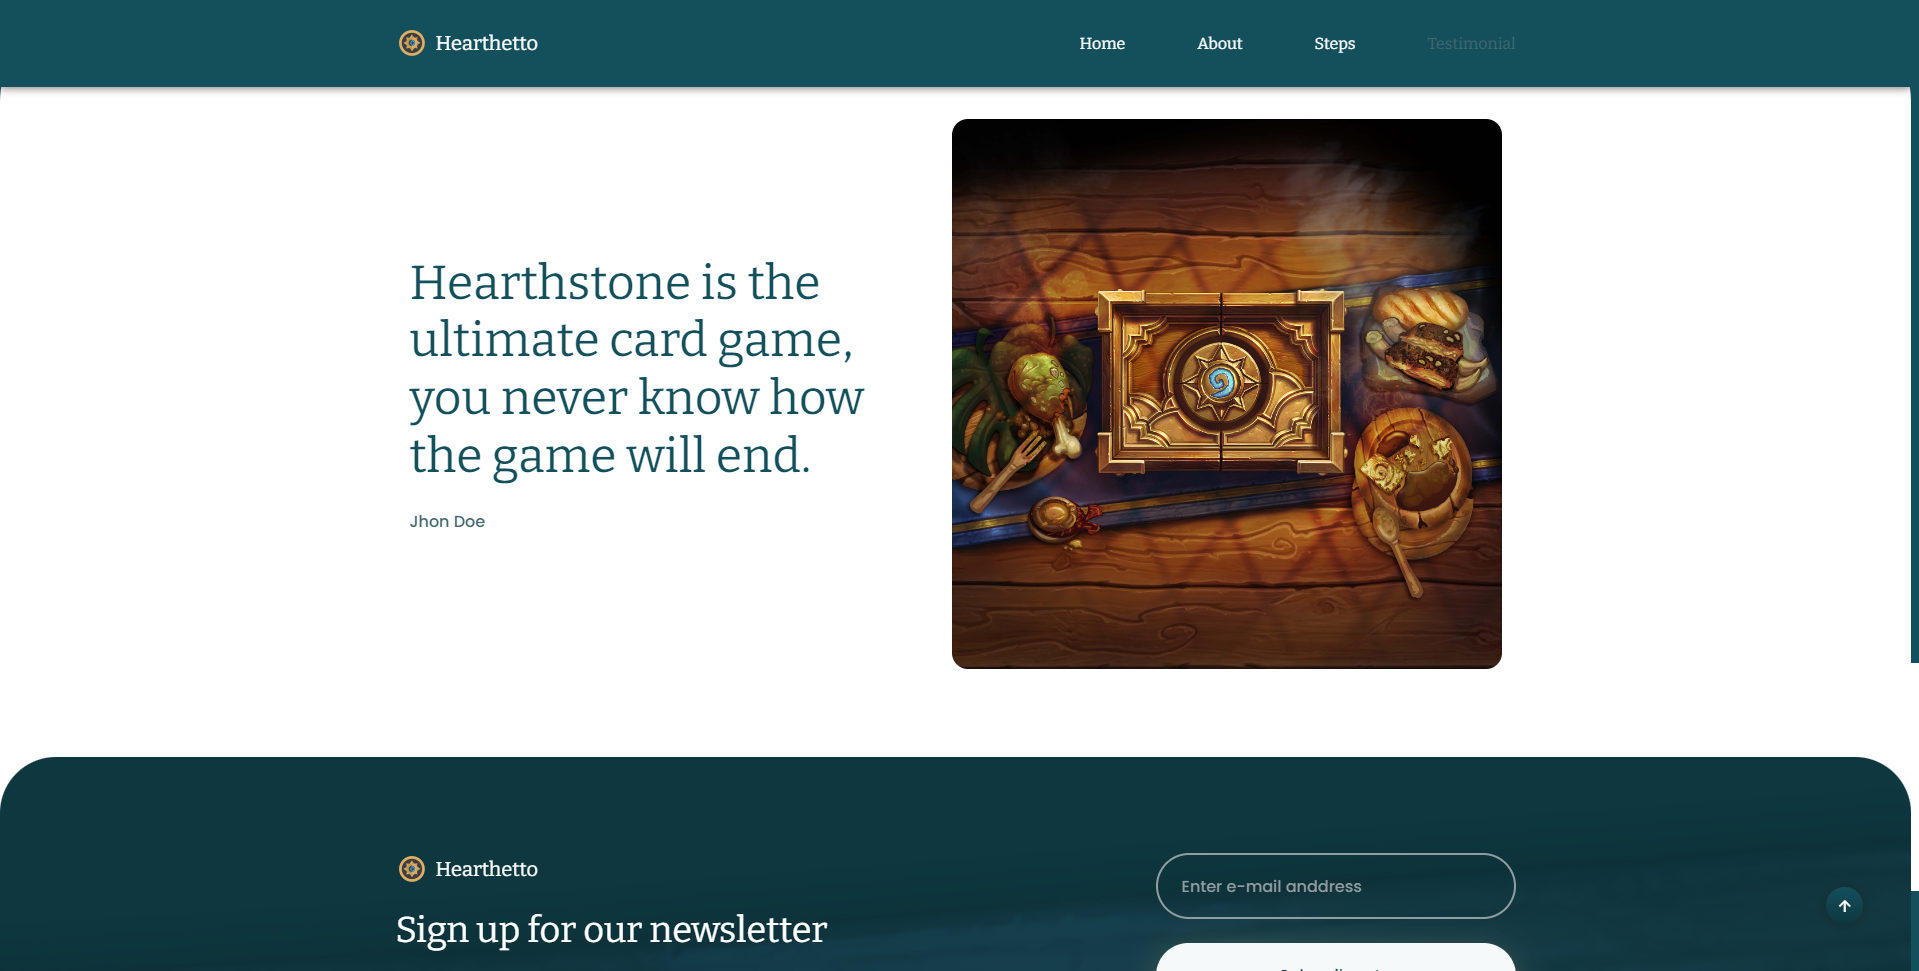 Hearthetto
Home
About
Steps
Testimonial
Hearthstone is the
ultimate card game,
you never know how
the game will end.
Jhon Doe
Hearthetto
Sign up for our newsletter
Enter e-mail anddress